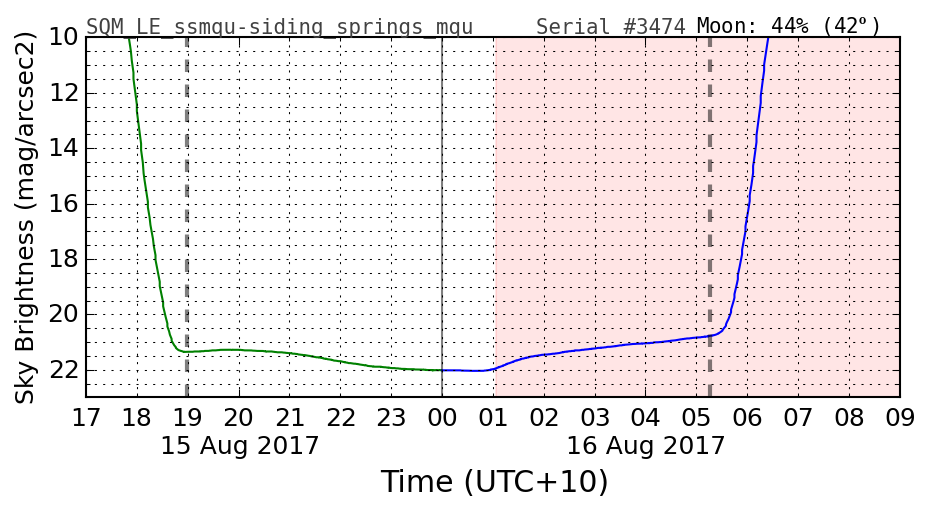 SQM_LE_ssmqu-siding_springs_mqu Serial #3474 Moon: 44% (42°)
Sky Brightness (mag/arcsec2)
10
12
14
16
18
20
22
17 18 19 20 21 22 23 00 01 02 03 04 05 06 07 08 09
15 Aug 2017 16 Aug 2017
Time (UTC+10)